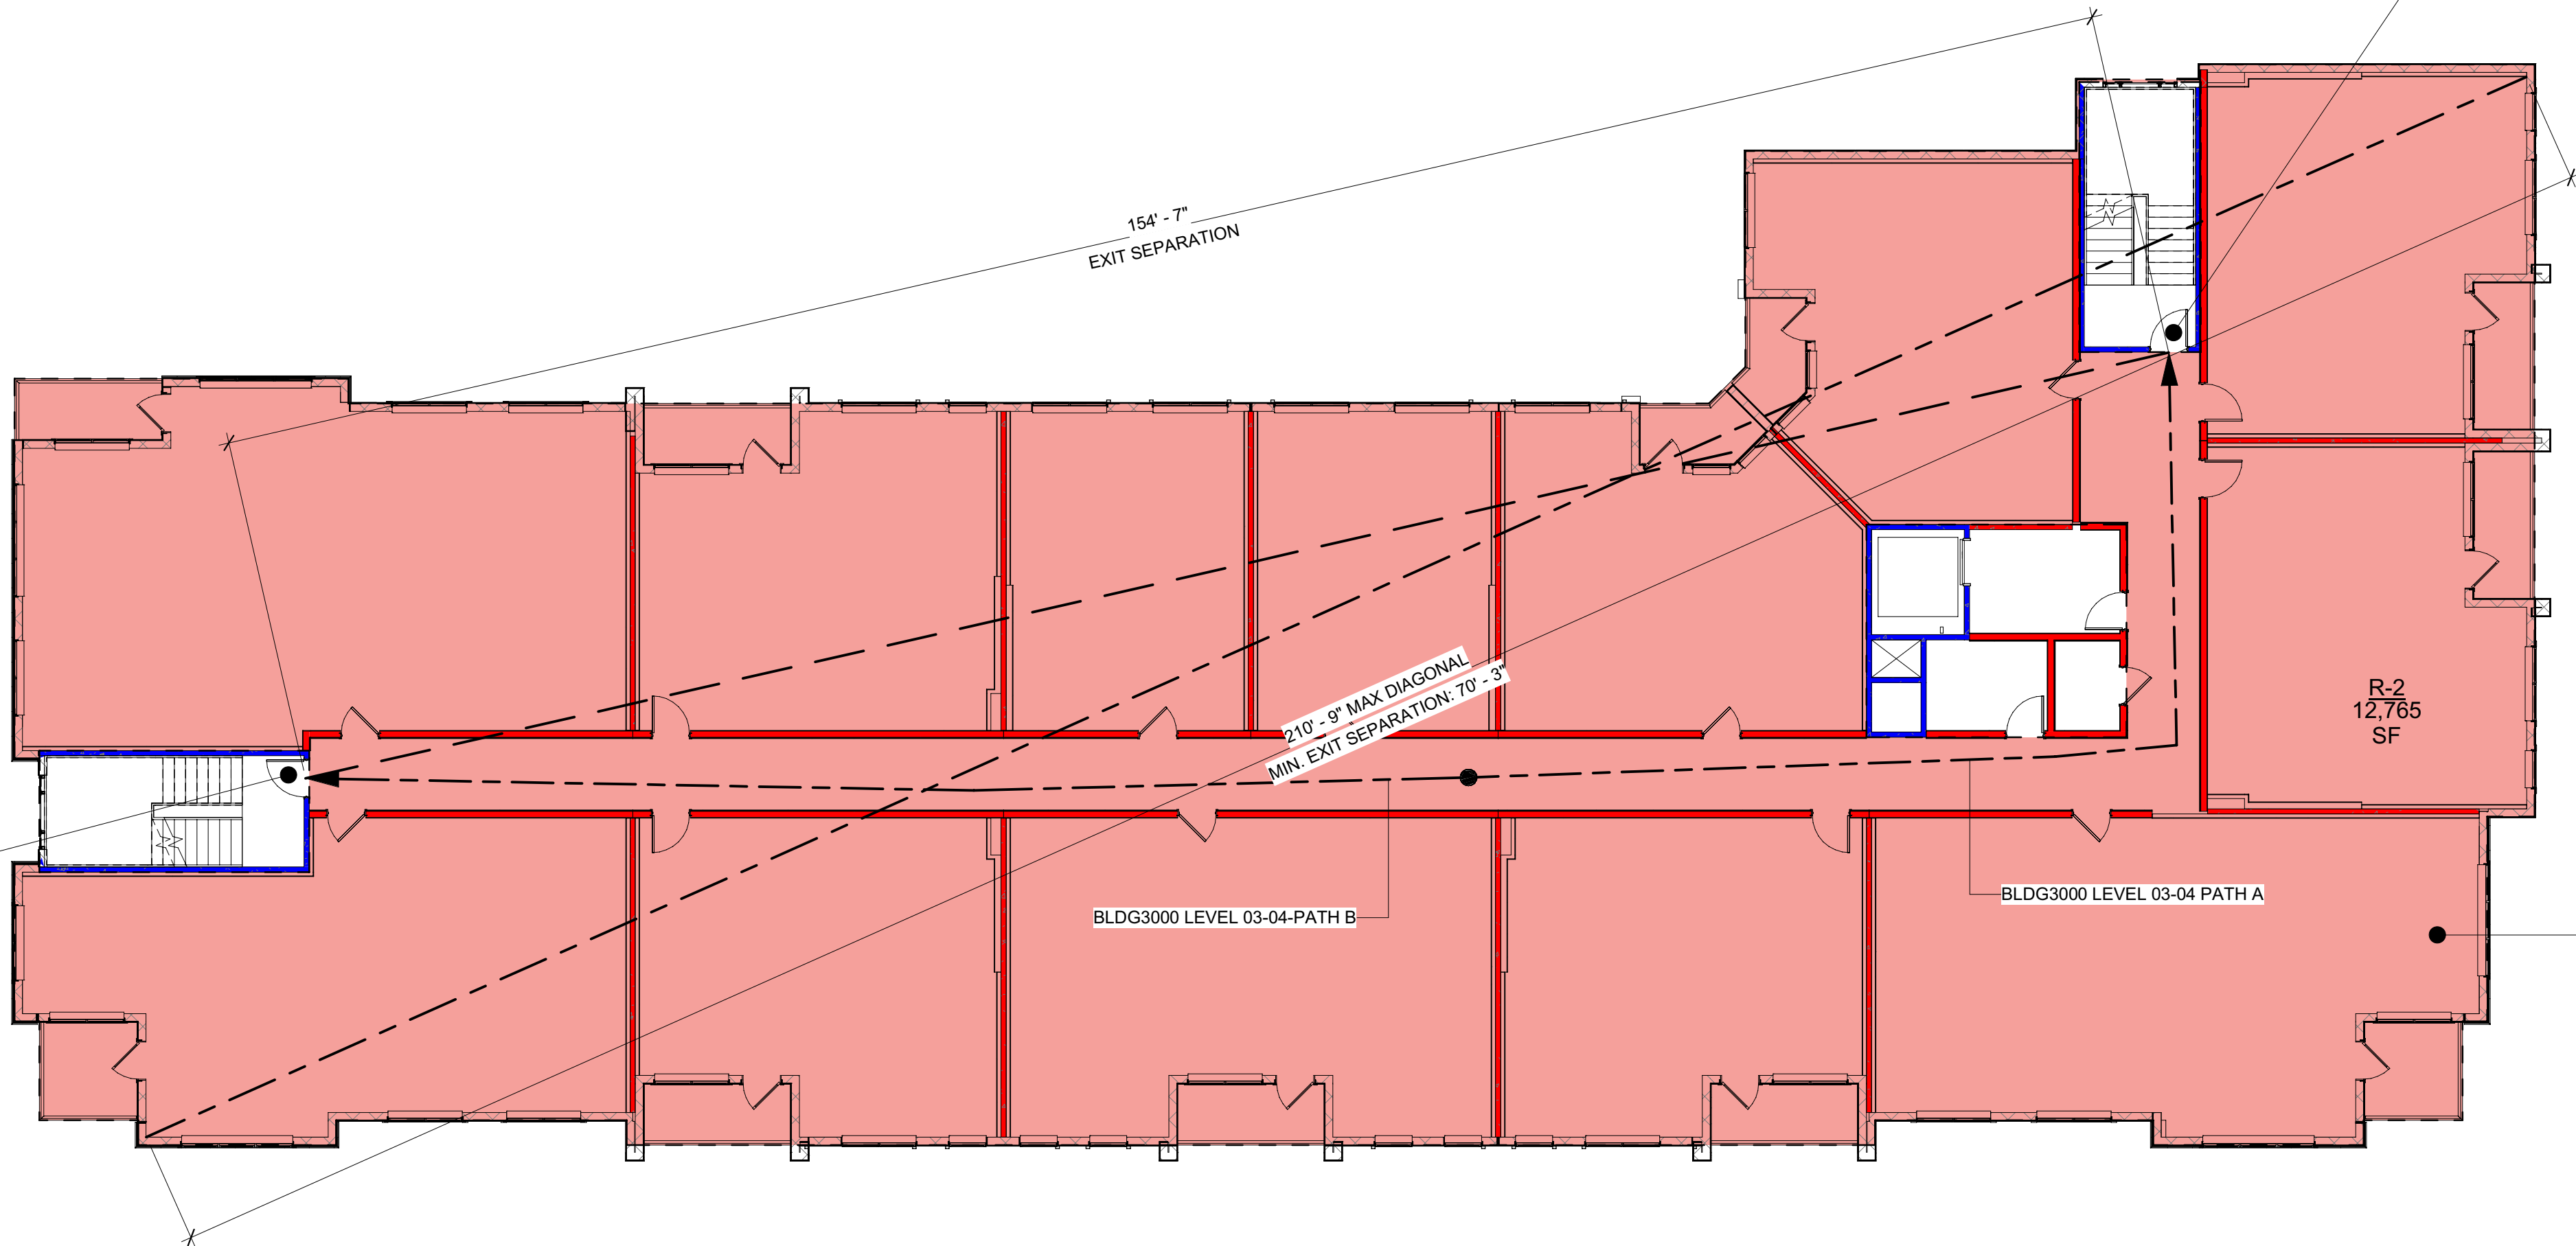 154' - 7"
EXIT SEPARATION
210' - 9" MAX DIAGONAL
MIN. EXIT SEPARATION: 70' - 3"
R-2
12,765
SF
BLDG3000 LEVEL 03-04 PATH A
BLDG3000 LEVEL 03-04-PATH B